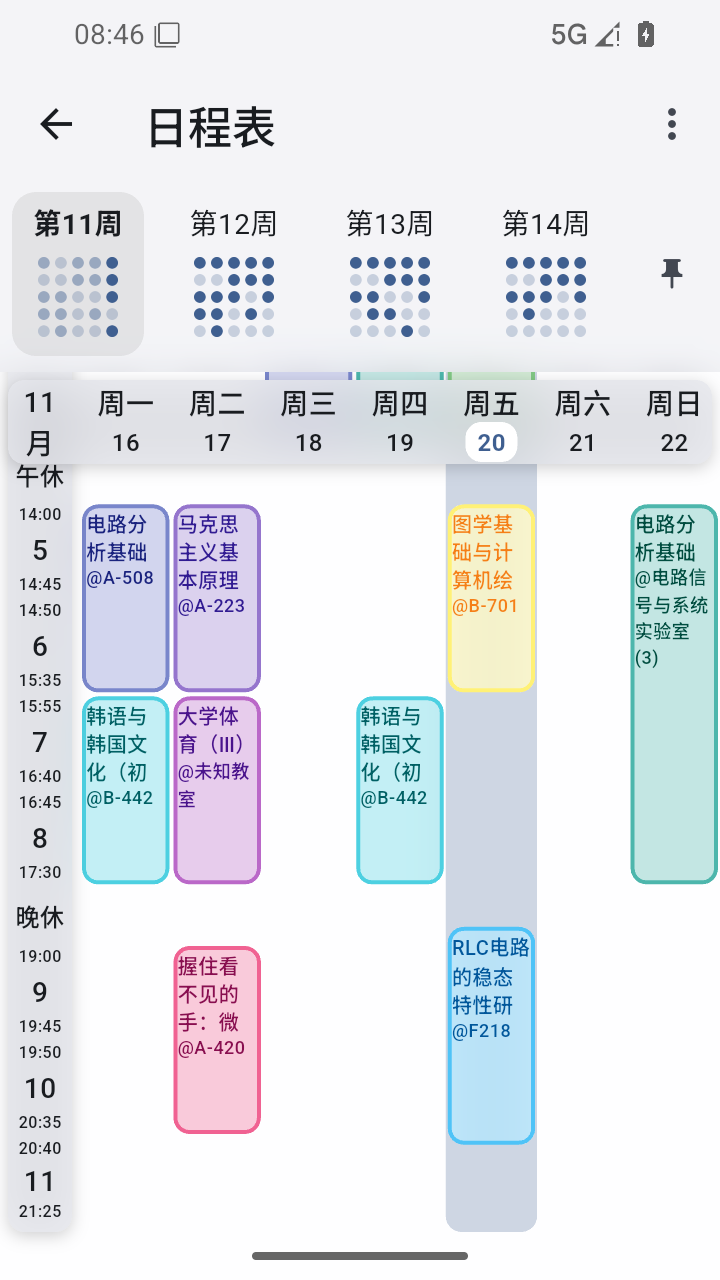 08:46
5G
日程表
第11周
第12周
第13周
第14周
11
月
周一
16
周二
17
周三
18
周四
19
周五
20
周六
21
周日
22
午休
14:00
5
14:45
14:50
6
15:35
15:55
7
16:40
16:45
8
17:30
晚休
19:00
9
19:45
19:50
10
20:35
20:40
11
21:25
电路分
析基础
@A-508
韩语与
韩国文
化（初
@B-442
马克思
主义基
本原理
@A-223
大学体
育（III）
@未知教
室
握住看
不见的
手：微
@A-420
韩语与
韩国文
化（初
@B-442
图学基
础与计
算机绘
@B-701
RLC电路
的稳态
特性研
@F218
电路分
析基础
@电路信
号与系统
实验室
(3)